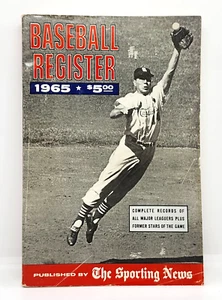 BASEBALL
REGISTER
1965 ★ $5.00
COMPLETE RECORDS OF
ALL MAJOR LEAGUERS PLUS
FORMER STARS OF THE GAME
PUBLISHED BY The Sporting News